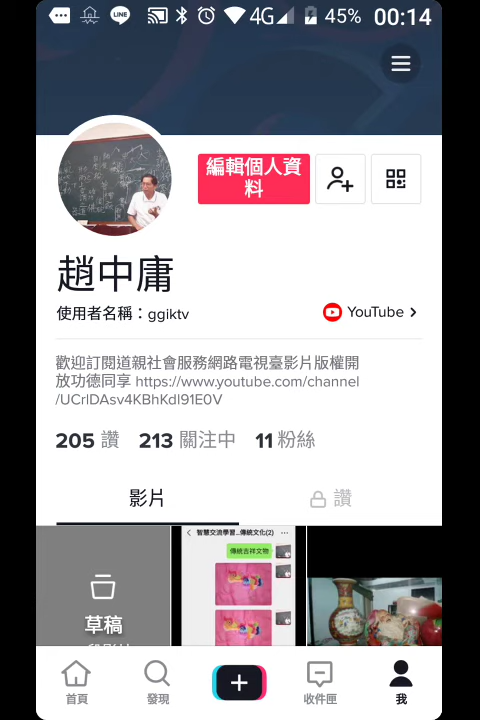 LINE 4G 45% 00:14
編輯個人資
料
趙中庸
使用者名稱：ggiktv
YouTube
歡迎訂閱道親社會服務網路電視臺影片版權開
放功德同享 https://www.youtube.com/channel
/UCrlDAsv4KBhKdl91E0V
205 讚 213 關注中 11 粉絲
影片 讚
草稿
智慧交流學習...傳統文化(2)
傳統吉祥文物
首頁 發現 收件匣 我